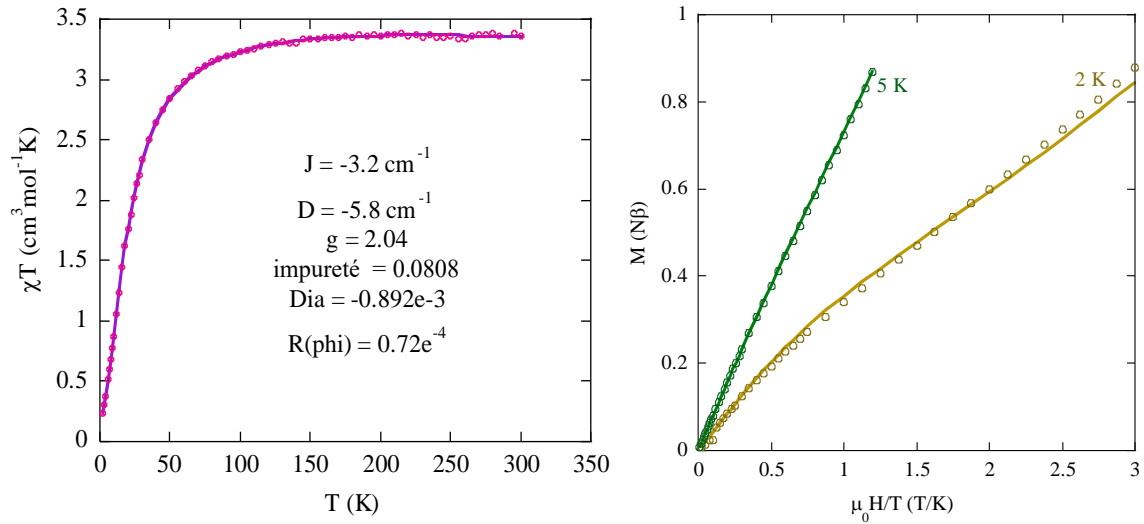 χT (cm³mol⁻¹K)
3.5
3
2.5
2
1.5
1
0.5
0
J = -3.2 cm⁻¹
D = -5.8 cm⁻¹
g = 2.04
impureté = 0.0808
Dia = -0.892e-3
R(phi) = 0.72e⁻⁴
0 50 100 150 200 250 300 350
T (K)
M (Nβ)
1
0.8
0.6
0.4
0.2
0
5 K
2 K
0 0.5 1 1.5 2 2.5 3
μ₀H/T (T/K)